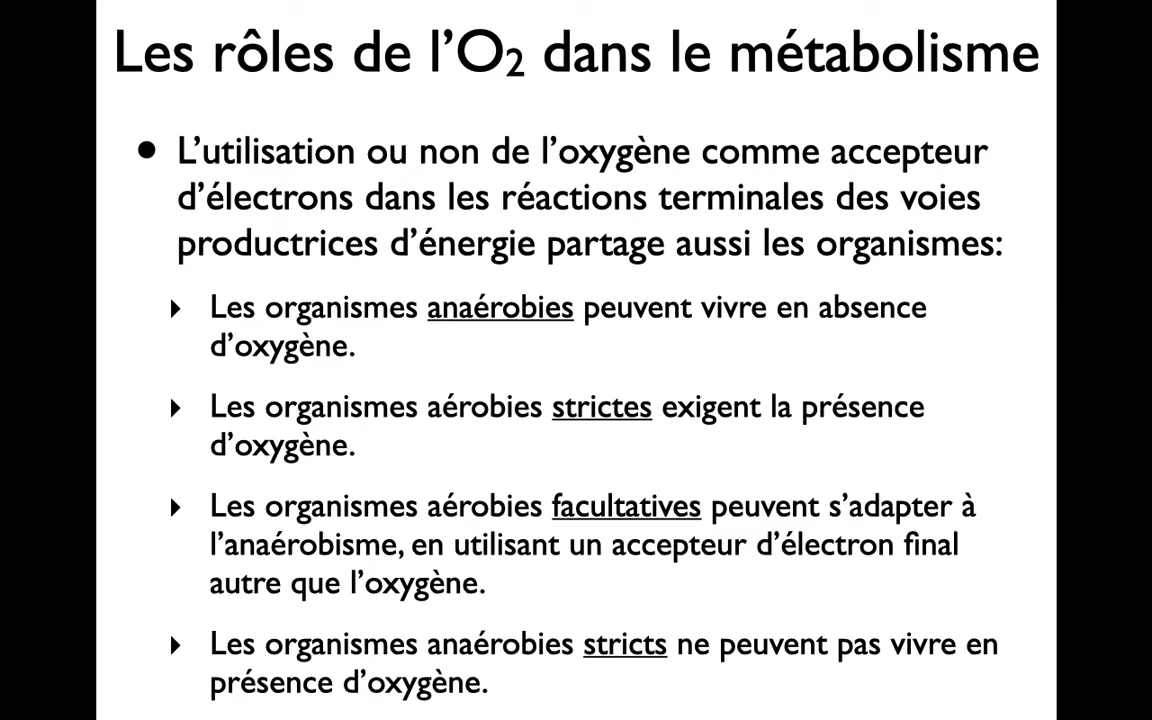 Les rôles de l’O₂ dans le métabolisme
• L’utilisation ou non de l’oxygène comme accepteur
d’électrons dans les réactions terminales des voies
productrices d’énergie partage aussi les organismes:
‣ Les organismes anaérobies peuvent vivre en absence
d’oxygène.
‣ Les organismes aérobies strictes exigent la présence
d’oxygène.
‣ Les organismes aérobies facultatives peuvent s’adapter à
l’anaérobisme, en utilisant un accepteur d’électron final
autre que l’oxygène.
‣ Les organismes anaérobies stricts ne peuvent pas vivre en
présence d’oxygène.